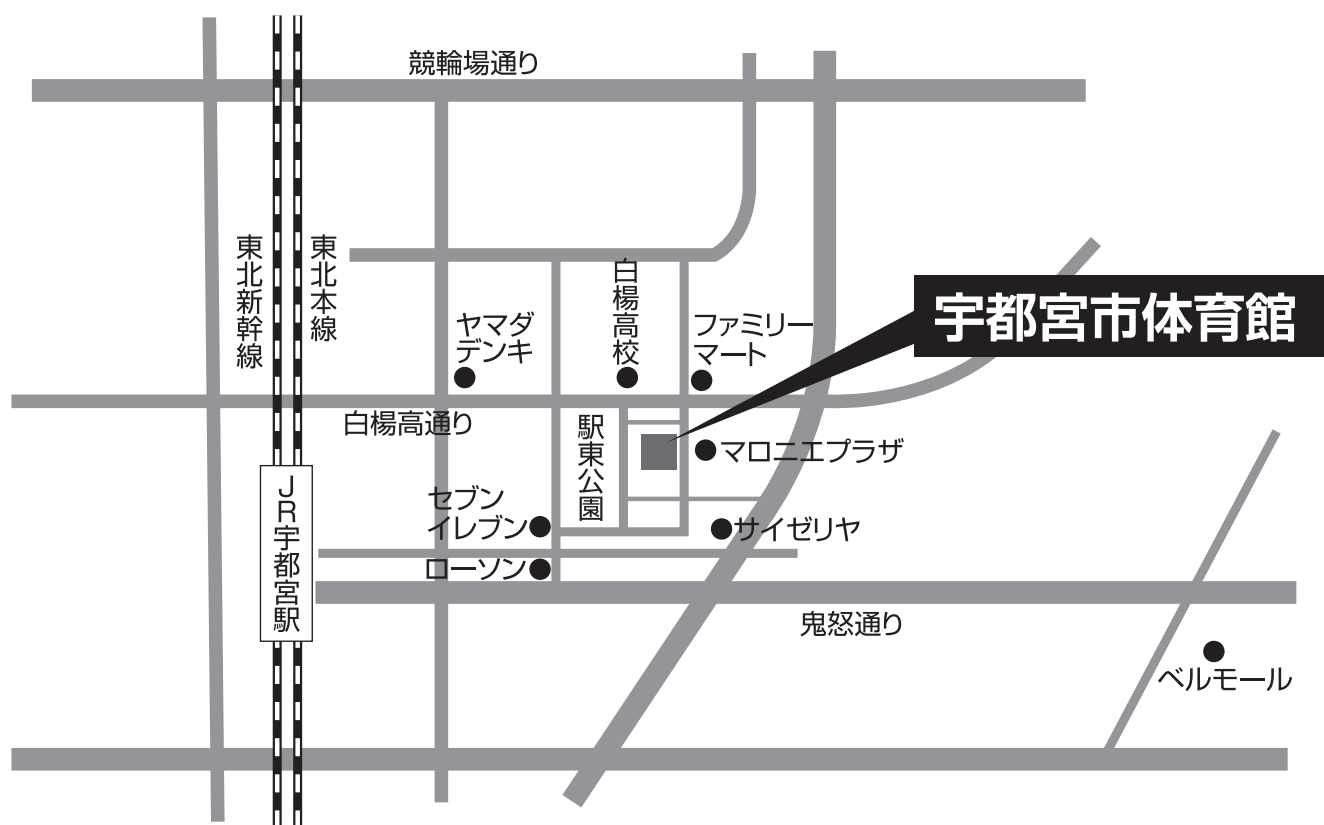 競輪場通り
東北新幹線
東北本線
白楊高校
ヤマダ
デンキ
ファミリー
マート
宇都宮市体育館
白楊高通り
駅東公園
マロニエプラザ
JR宇都宮駅
セブン
イレブン
サイゼリヤ
ローソン
鬼怒通り
ベルモール